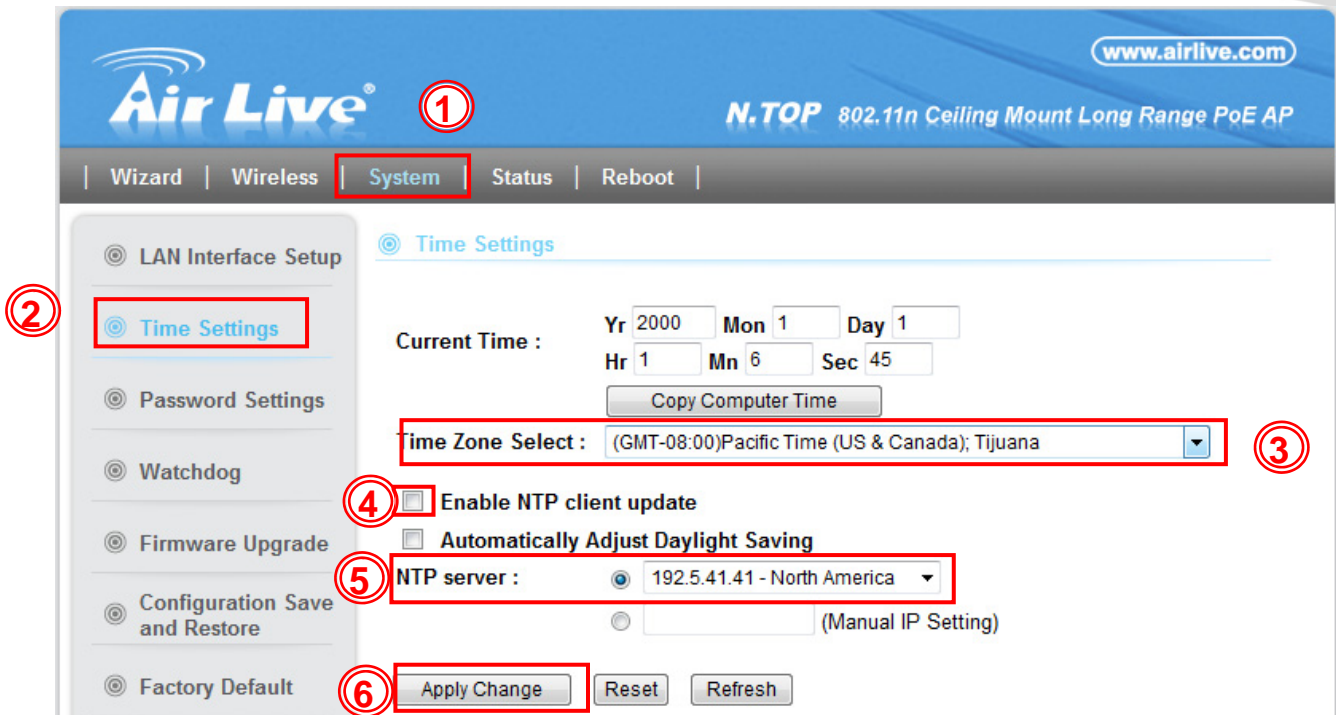 www.airlive.com
Air Live®
①
N.TOP 802.11n Ceiling Mount Long Range PoE AP
| Wizard | Wireless | System | Status | Reboot |
LAN Interface Setup
Time Settings
②
Time Settings
Password Settings
Watchdog
Firmware Upgrade
Configuration Save
and Restore
Factory Default
Current Time :
Yr 2000 Mon 1 Day 1
Hr 1 Mn 6 Sec 45
Copy Computer Time
Time Zone Select : (GMT-08:00)Pacific Time (US & Canada); Tijuana
③
④
Enable NTP client update
Automatically Adjust Daylight Saving
⑤
NTP server : 192.5.41.41 - North America
(Manual IP Setting)
⑥
Apply Change Reset Refresh